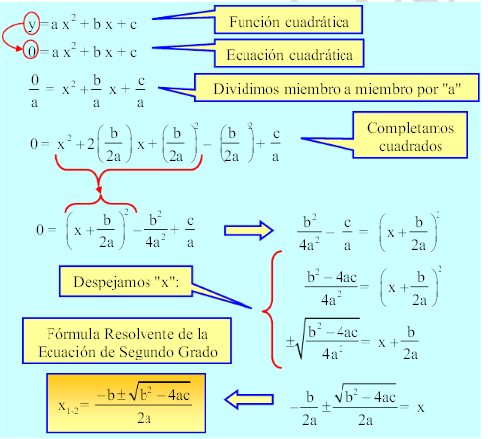 y = a x² + b x + c
Función cuadrática
0 = a x² + b x + c
Ecuación cuadrática
0/a = x² + b/a x + c/a
Dividimos miembro a miembro por "a"
0 = x² + 2(b/2a) x + (b/2a)² − (b/2a)² + c/a
Completamos
cuadrados
0 = (x + b/2a)² − b²/4a² + c/a
b²/4a² − c/a = (x + b/2a)²
Despejamos "x":
b² − 4ac/4a² = (x + b/2a)²
±√(b² − 4ac/4a²) = x + b/2a
Fórmula Resolvente de la
Ecuación de Segundo Grado
x₁₋₂ = −b ± √(b² − 4ac)/2a
−b/2a ± √(b² − 4ac)/2a = x